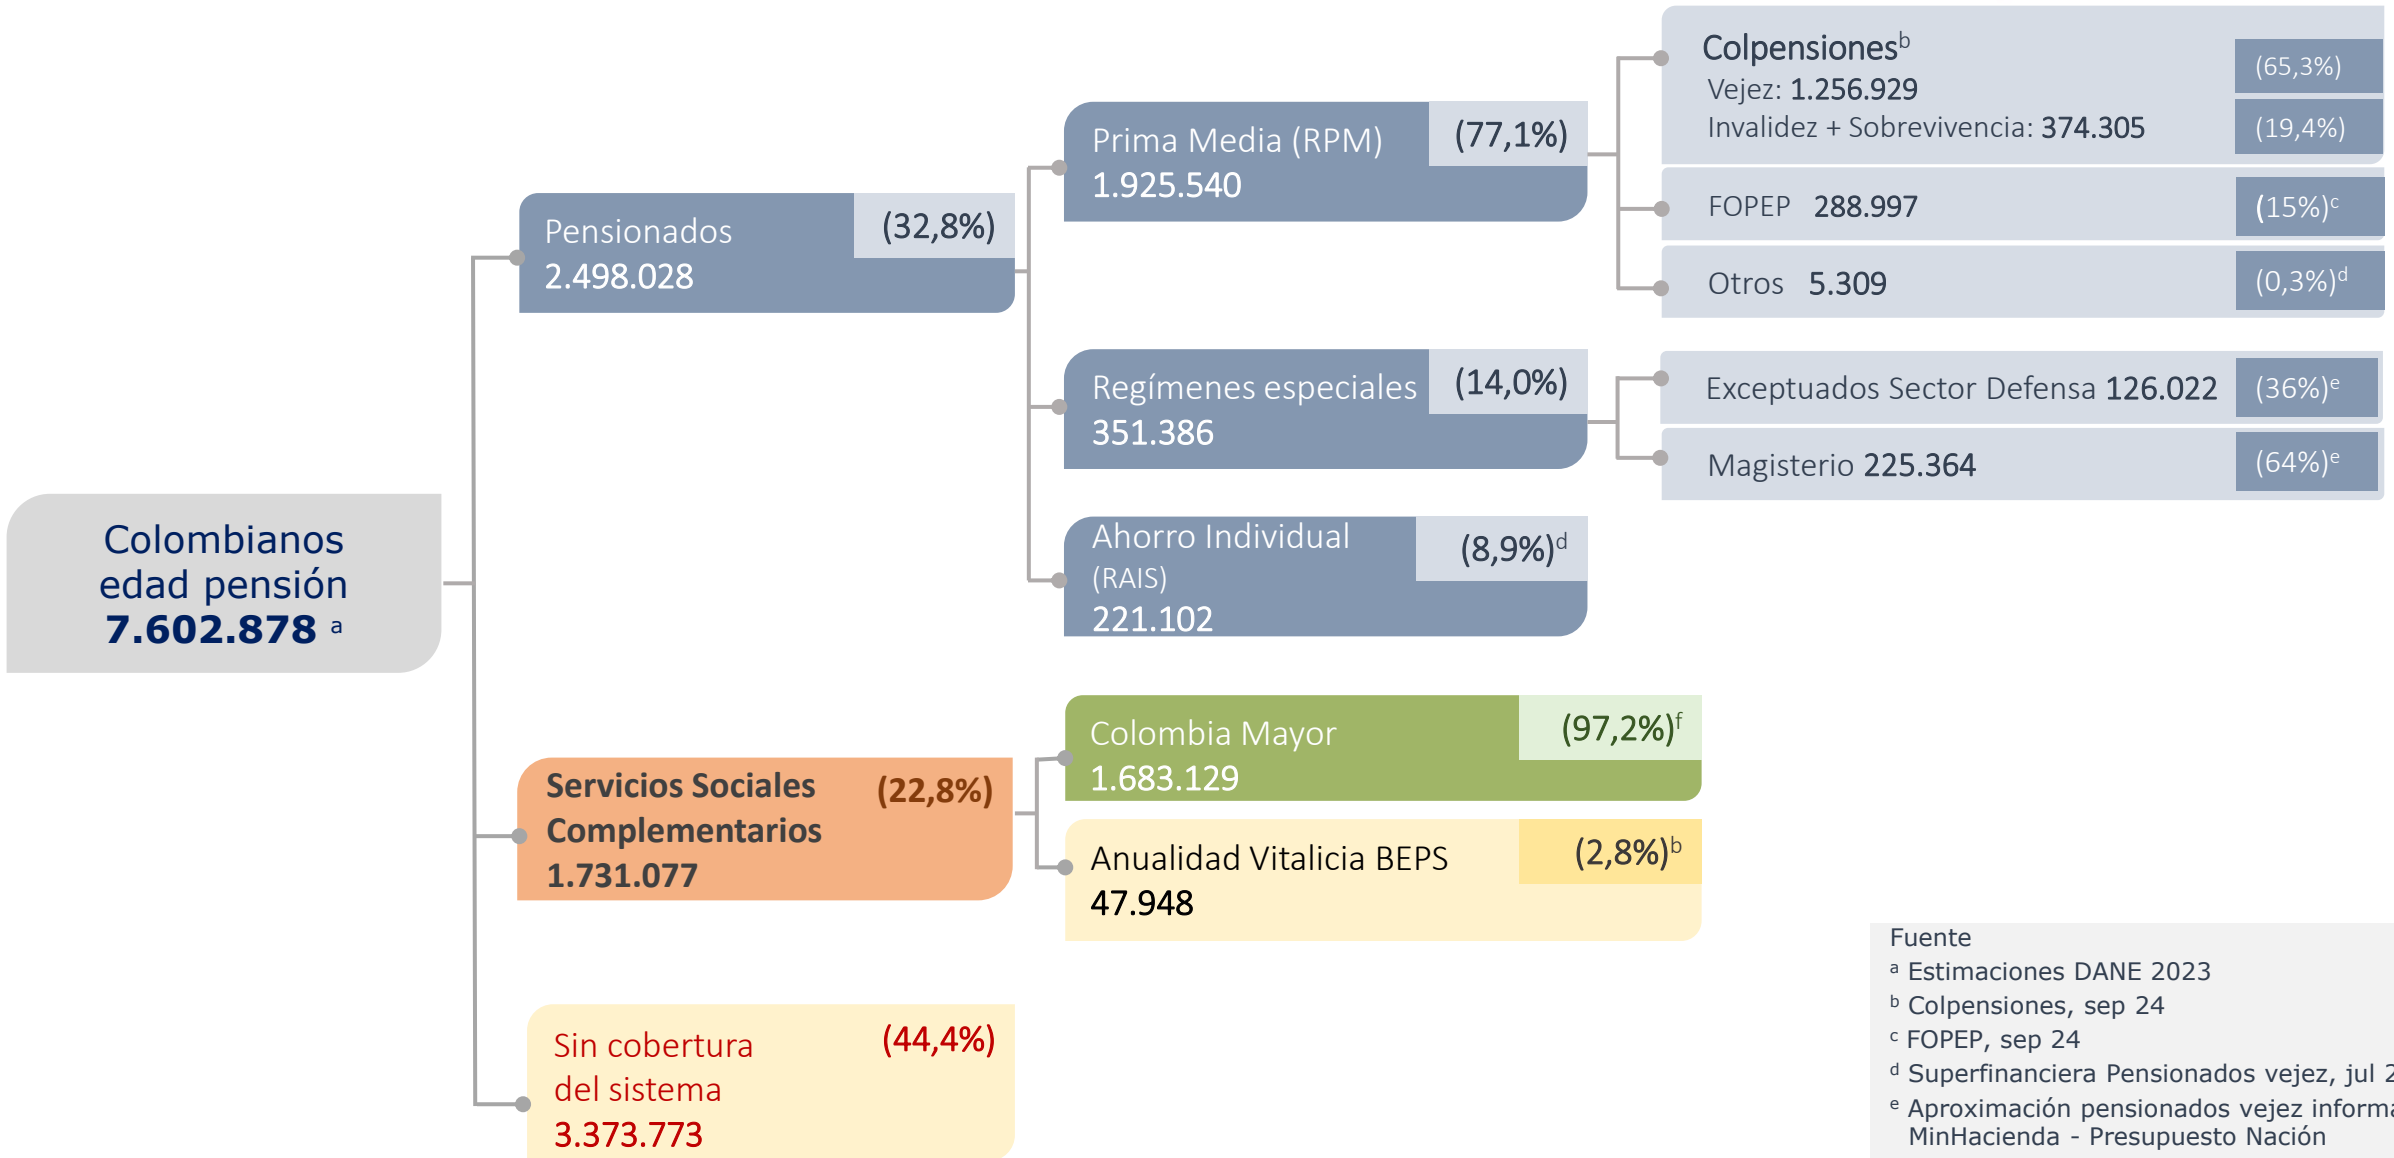 Colombianos
edad pensión
7.602.878 a
Pensionados (32,8%)
2.498.028
Prima Media (RPM) (77,1%)
1.925.540
Colpensiones b
Vejez: 1.256.929 (65,3%)
Invalidez + Sobrevivencia: 374.305 (19,4%)
FOPEP 288.997 (15%) c
Otros 5.309 (0,3%) d
Regímenes especiales (14,0%)
351.386
Exceptuados Sector Defensa 126.022 (36%) e
Magisterio 225.364 (64%) e
Ahorro Individual (8,9%) d
(RAIS)
221.102
Servicios Sociales (22,8%)
Complementarios
1.731.077
Colombia Mayor (97,2%) f
1.683.129
Anualidad Vitalicia BEPS (2,8%) b
47.948
Sin cobertura (44,4%)
del sistema
3.373.773
Fuente
a Estimaciones DANE 2023
b Colpensiones, sep 24
c FOPEP, sep 24
d Superfinanciera Pensionados vejez, jul
e Aproximación pensionados vejez
MinHacienda - Presupuesto Nación